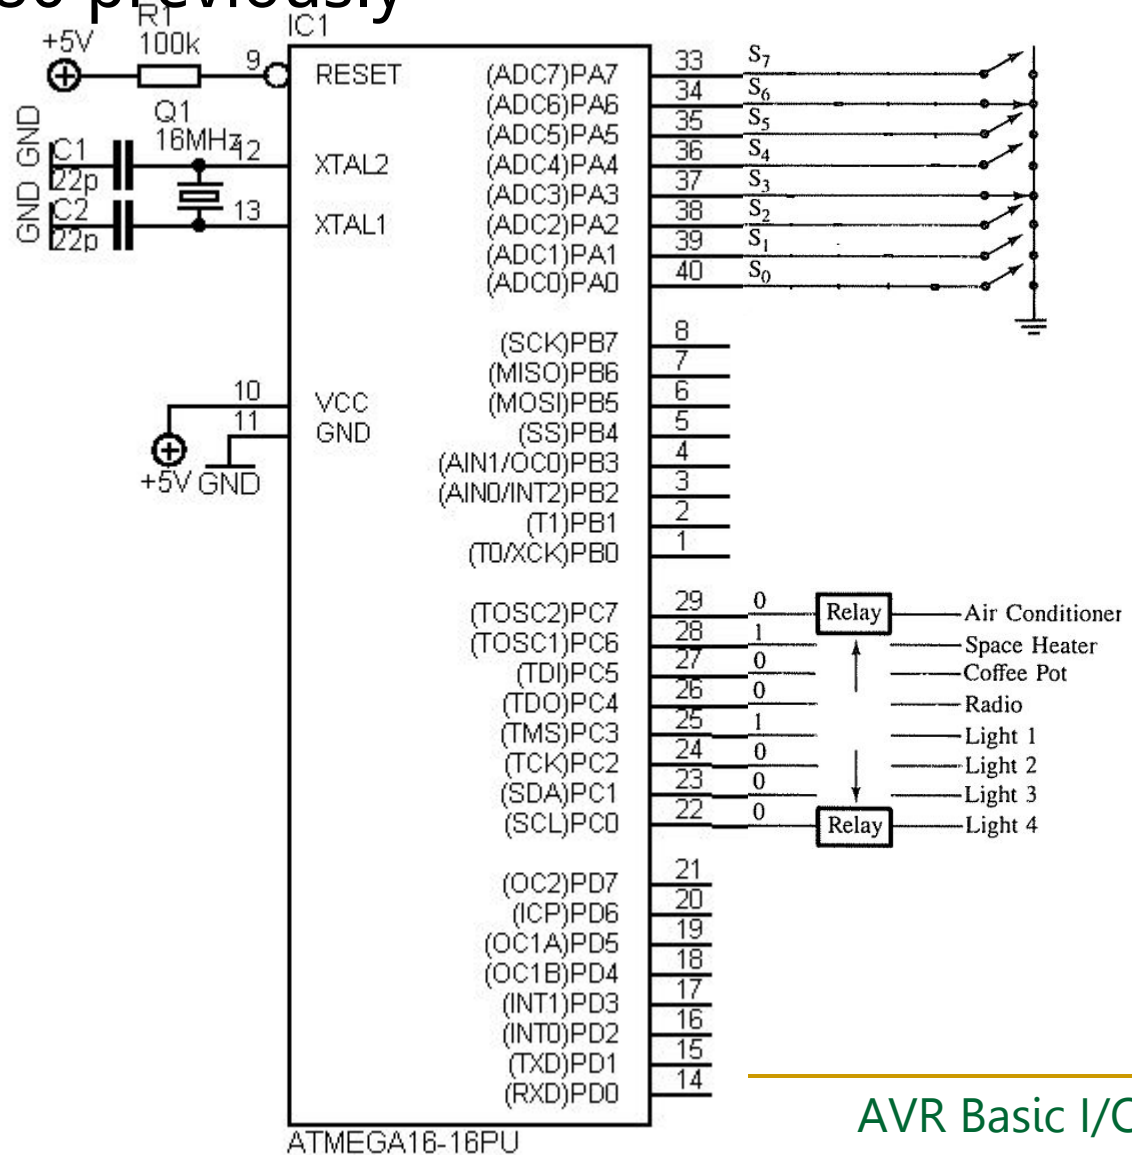 previously
R1
IC1
+5V
100k
9
RESET
Q1
16MHz
GND
C1
22p
12
XTAL2
GND
C2
22p
13
XTAL1
10
VCC
11
GND
+5V GND
(ADC7)PA7 33 S7
(ADC6)PA6 34 S6
(ADC5)PA5 35 S5
(ADC4)PA4 36 S4
(ADC3)PA3 37 S3
(ADC2)PA2 38 S2
(ADC1)PA1 39 S1
(ADC0)PA0 40 S0
(SCK)PB7 8
(MISO)PB6 7
(MOSI)PB5 6
(SS)PB4 5
(AIN1/OC0)PB3 4
(AIN0/INT2)PB2 3
(T1)PB1 2
(T0/XCK)PB0 1
(TOSC2)PC7 29 0 Relay Air Conditioner
(TOSC1)PC6 28 1 Space Heater
(TDI)PC5 27 0 Coffee Pot
(TDO)PC4 26 0 Radio
(TMS)PC3 25 1 Light 1
(TCK)PC2 24 0 Light 2
(SDA)PC1 23 0 Light 3
(SCL)PC0 22 0 Relay Light 4
(OC2)PD7 21
(ICP)PD6 20
(OC1A)PD5 19
(OC1B)PD4 18
(INT1)PD3 17
(INT0)PD2 16
(TXD)PD1 15
(RXD)PD0 14
ATMEGA16-16PU
AVR Basic I/O